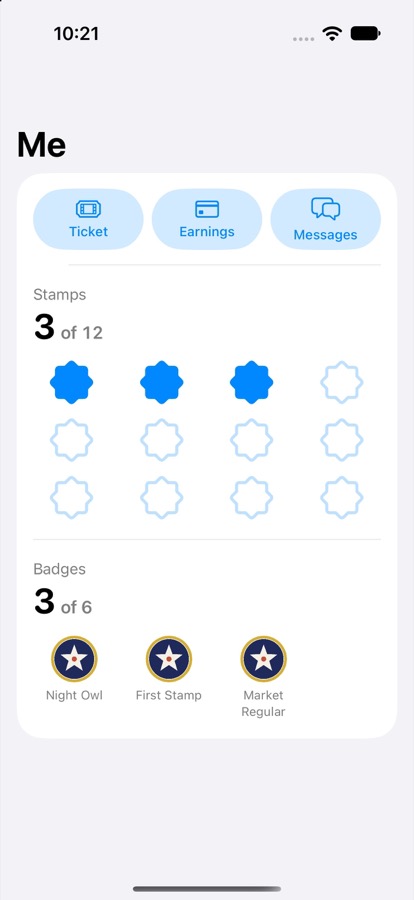 10:21
Me
Ticket
Earnings
Messages
Stamps
3 of 12
Badges
3 of 6
Night Owl
First Stamp
Market
Regular